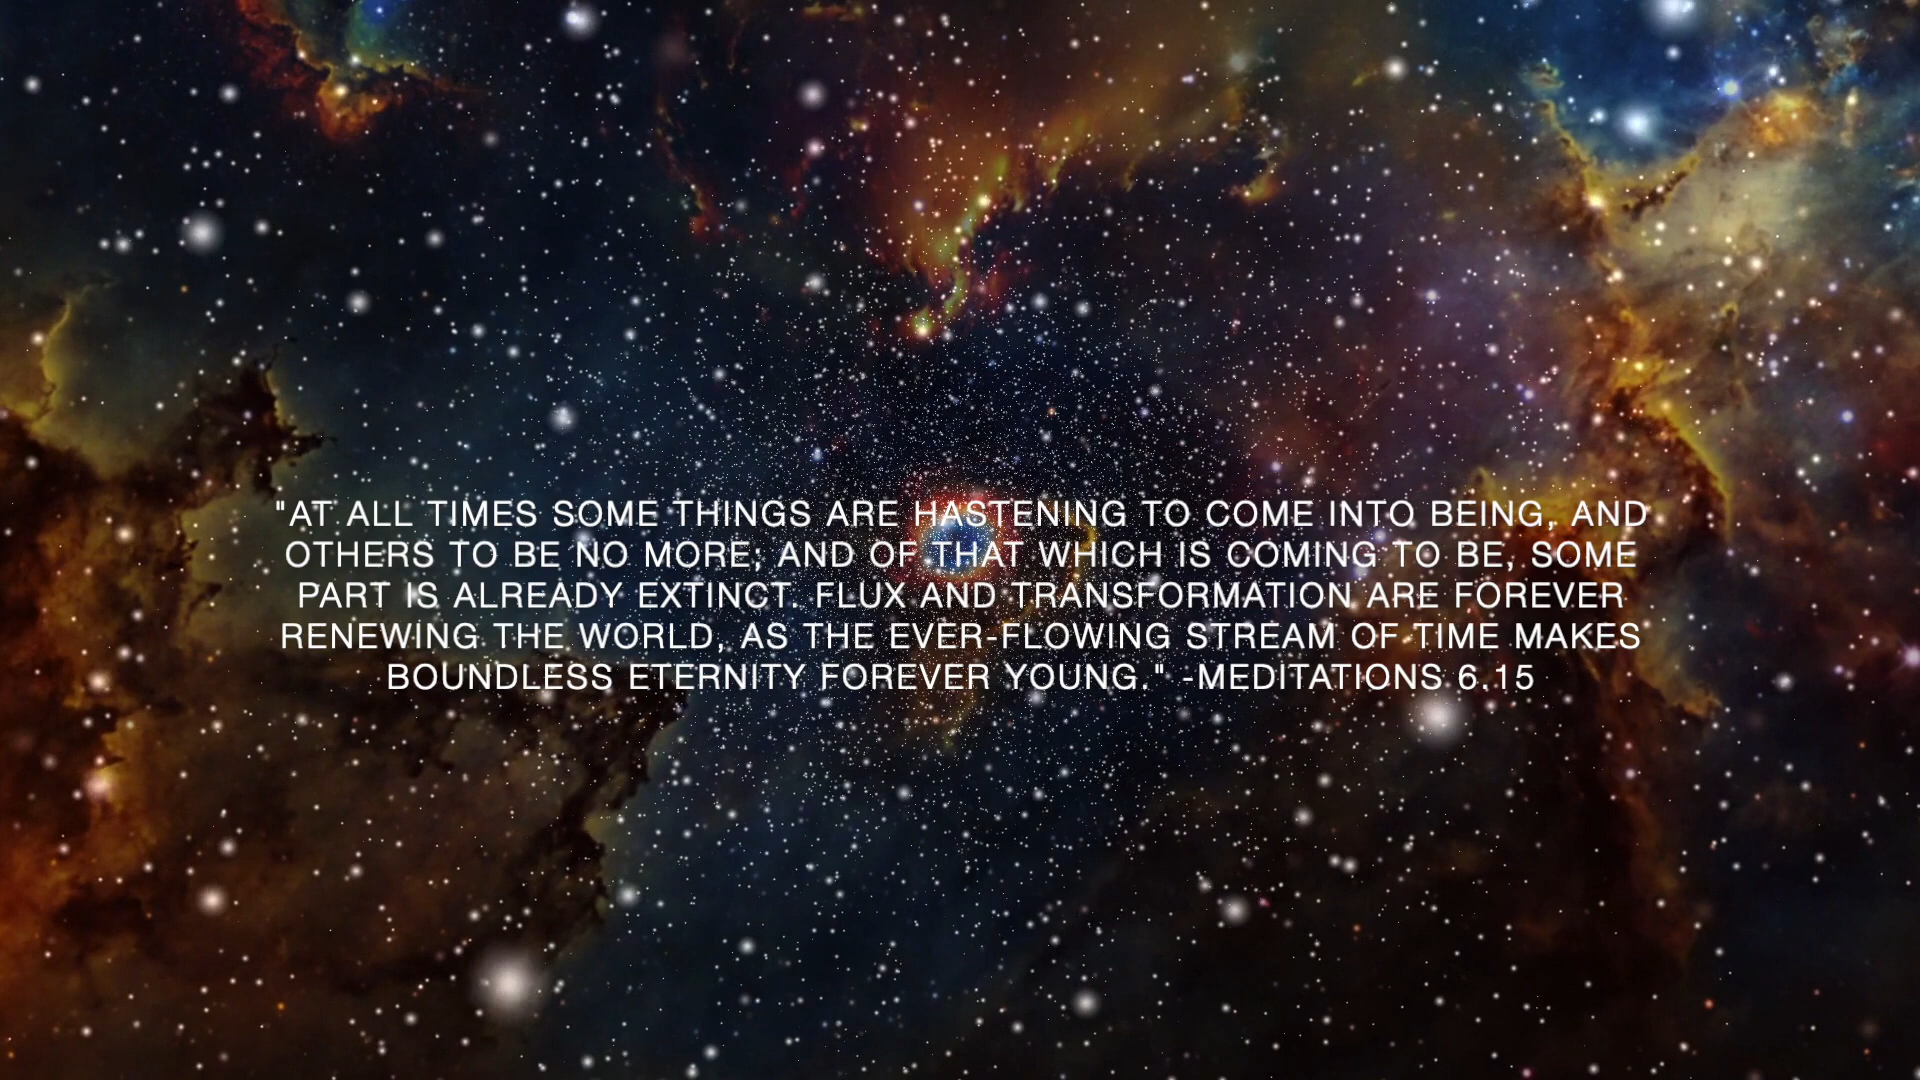 "AT ALL TIMES SOME THINGS ARE HASTENING TO COME INTO BEING, AND
OTHERS TO BE NO MORE; AND OF THAT WHICH IS COMING TO BE, SOME
PART IS ALREADY EXTINCT. FLUX AND TRANSFORMATION ARE FOREVER
RENEWING THE WORLD, AS THE EVER-FLOWING STREAM OF TIME MAKES
BOUNDLESS ETERNITY FOREVER YOUNG." -MEDITATIONS 6.15